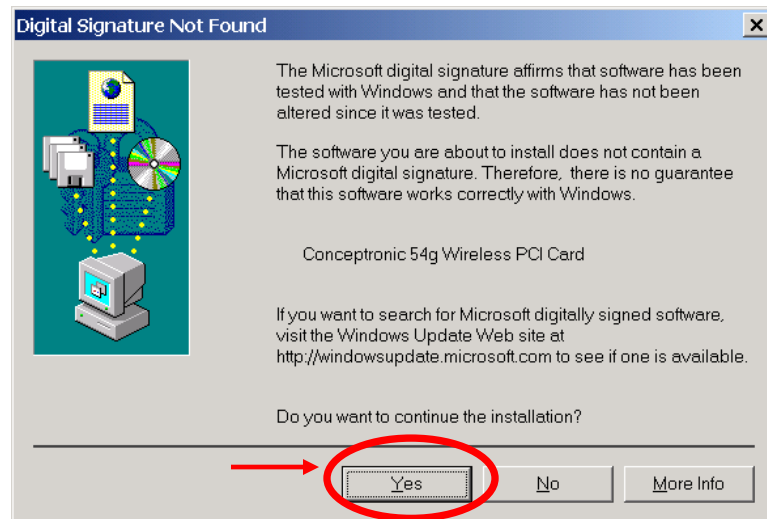 Digital Signature Not Found
The Microsoft digital signature affirms that software has been
tested with Windows and that the software has not been
altered since it was tested.
The software you are about to install does not contain a
Microsoft digital signature. Therefore, there is no guarantee
that this software works correctly with Windows.
Conceptronic 54g Wireless PCI Card
If you want to search for Microsoft digitally signed software,
visit the Windows Update Web site at
http://windowsupdate.microsoft.com to see if one is available.
Do you want to continue the installation?
Yes No More Info